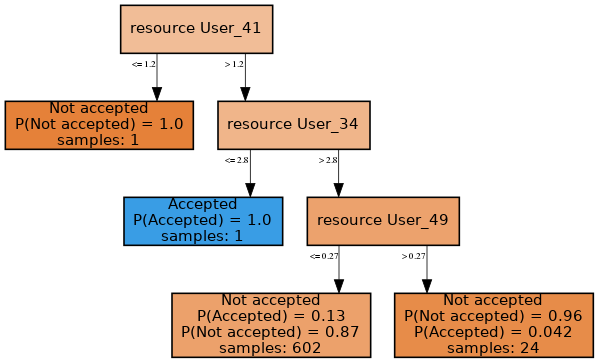 resource User_41
<= 1.2
> 1.2
Not accepted
P(Not accepted) = 1.0
samples: 1
resource User_34
<= 2.8
> 2.8
Accepted
P(Accepted) = 1.0
samples: 1
resource User_49
<= 0.27
> 0.27
Not accepted
P(Accepted) = 0.13
P(Not accepted) = 0.87
samples: 602
Not accepted
P(Not accepted) = 0.96
P(Accepted) = 0.042
samples: 24